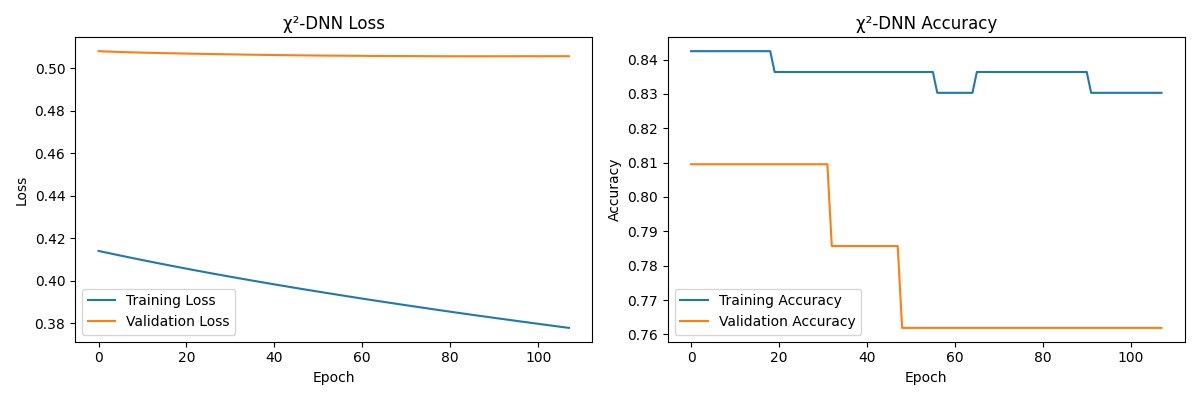 χ²-DNN Loss
0.50
0.48
0.46
0.44
0.42
0.40
0.38
Loss
Training Loss
Validation Loss
0 20 40 60 80 100
Epoch
χ²-DNN Accuracy
0.84
0.83
0.82
0.81
0.80
0.79
0.78
0.77
0.76
Accuracy
Training Accuracy
Validation Accuracy
0 20 40 60 80 100
Epoch